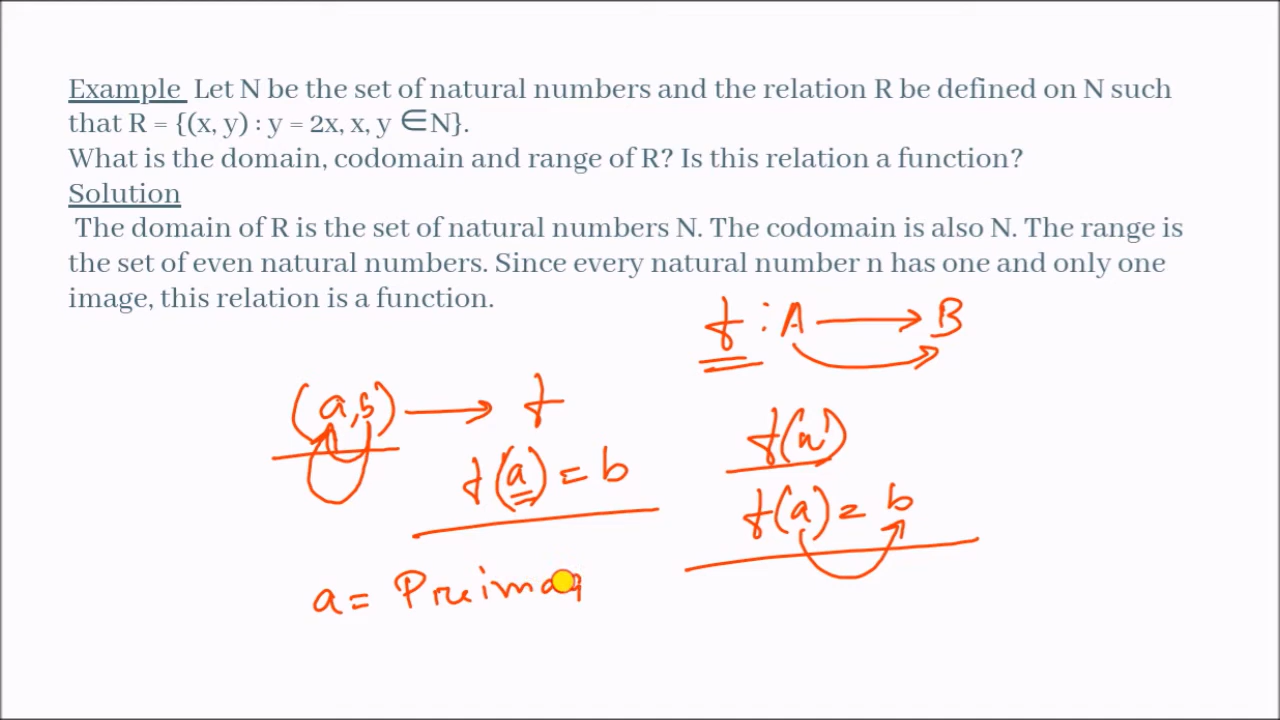 Example Let N be the set of natural numbers and the relation R be defined on N such
that R = {(x, y) : y = 2x, x, y ∈N}.
What is the domain, codomain and range of R? Is this relation a function?
Solution
The domain of R is the set of natural numbers N. The codomain is also N. The range is
the set of even natural numbers. Since every natural number n has one and only one
image, this relation is a function.
f : A → B
(a,b) → f
f(a) = b
f(x)
f(a) = b
a = Preimag